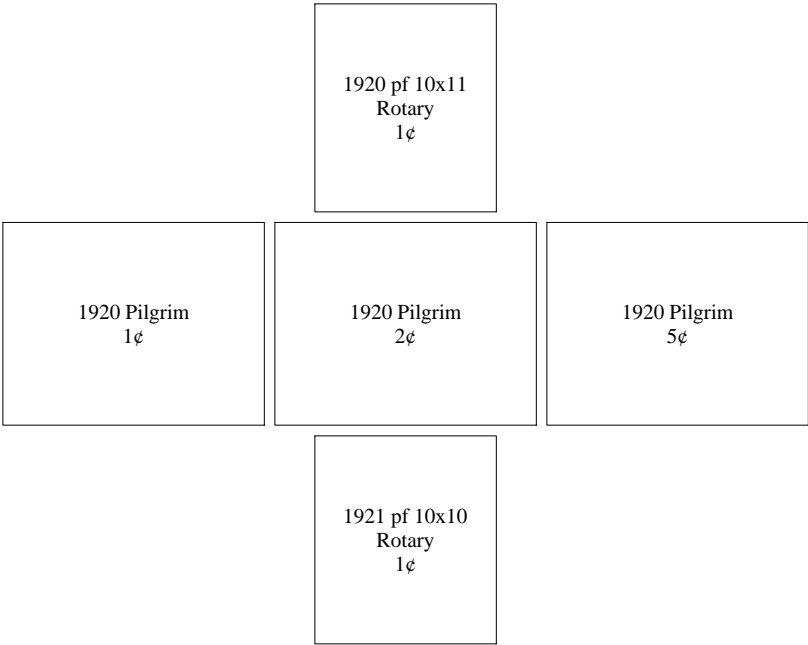 1920 pf 10x11
Rotary
1¢
1920 Pilgrim
1¢
1920 Pilgrim
2¢
1920 Pilgrim
5¢
1921 pf 10x10
Rotary
1¢